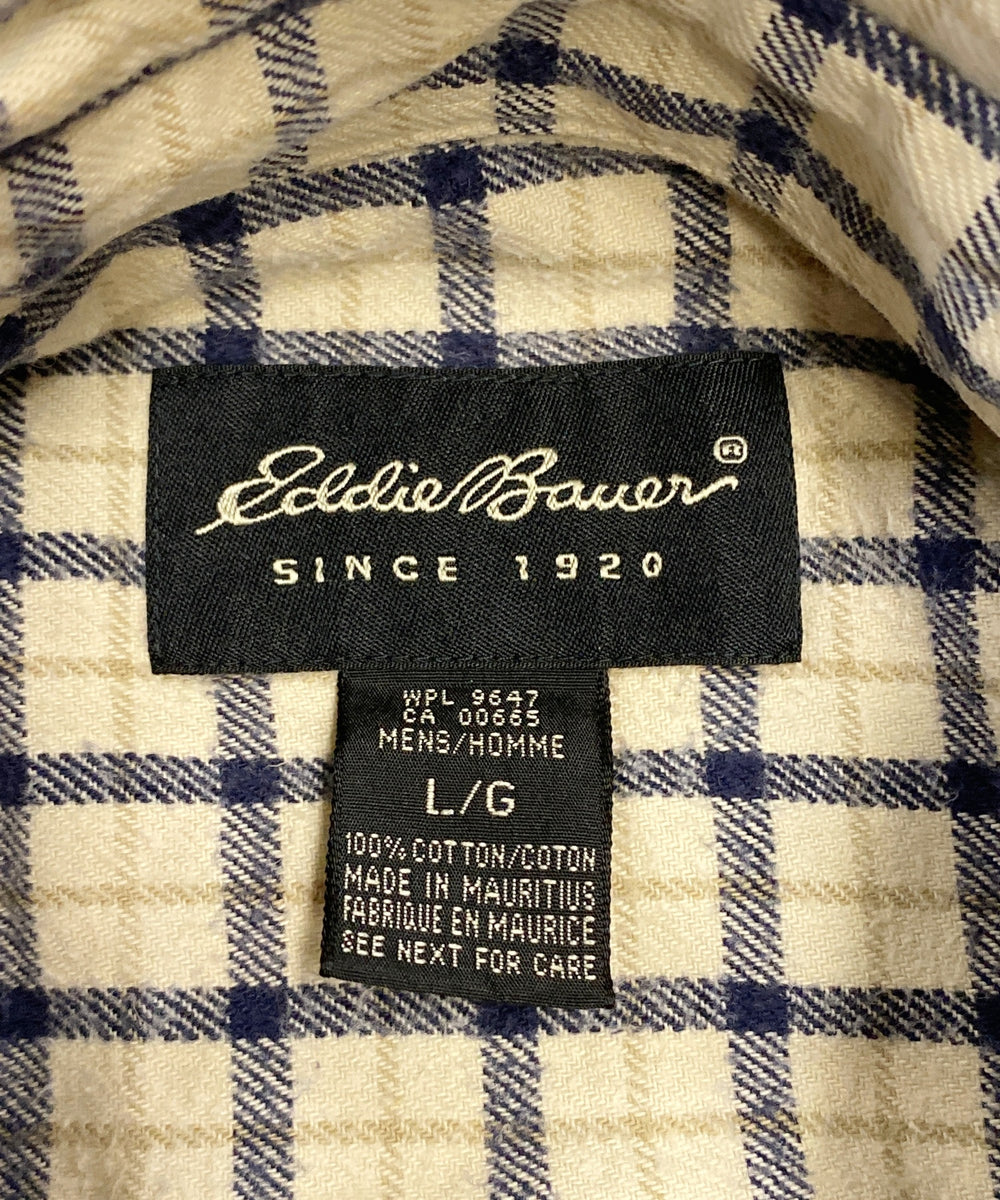 Eddie Bauer ®
SINCE 1920
WPL 9647
CA 00665
MENS/HOMME
L/G
100% COTTON/COTON
MADE IN MAURITIUS
FABRIQUE EN MAURICE
SEE NEXT FOR CARE